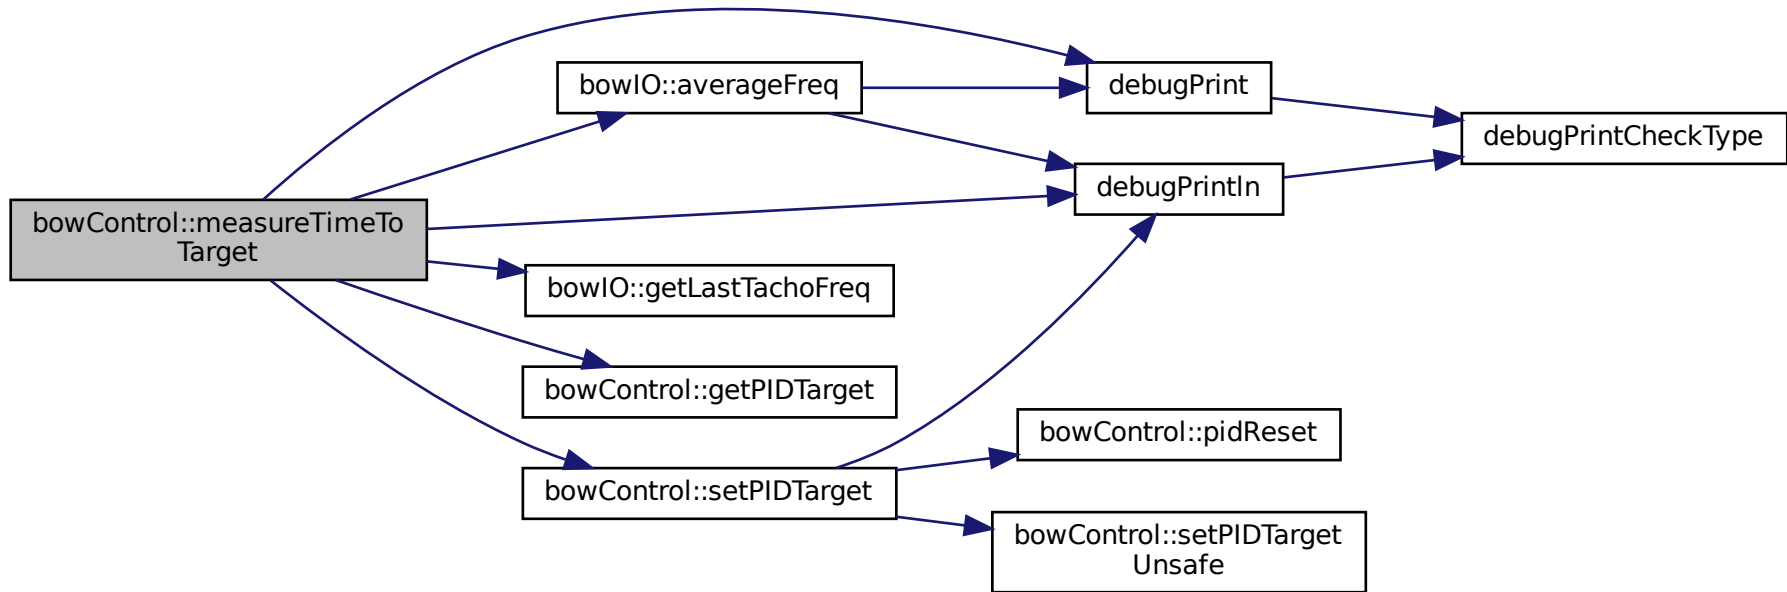 bowControl::measureTimeTo
Target
bowIO::averageFreq
debugPrint
debugPrintCheckType
debugPrintln
bowIO::getLastTachoFreq
bowControl::getPIDTarget
bowControl::setPIDTarget
bowControl::pidReset
bowControl::setPIDTarget
Unsafe